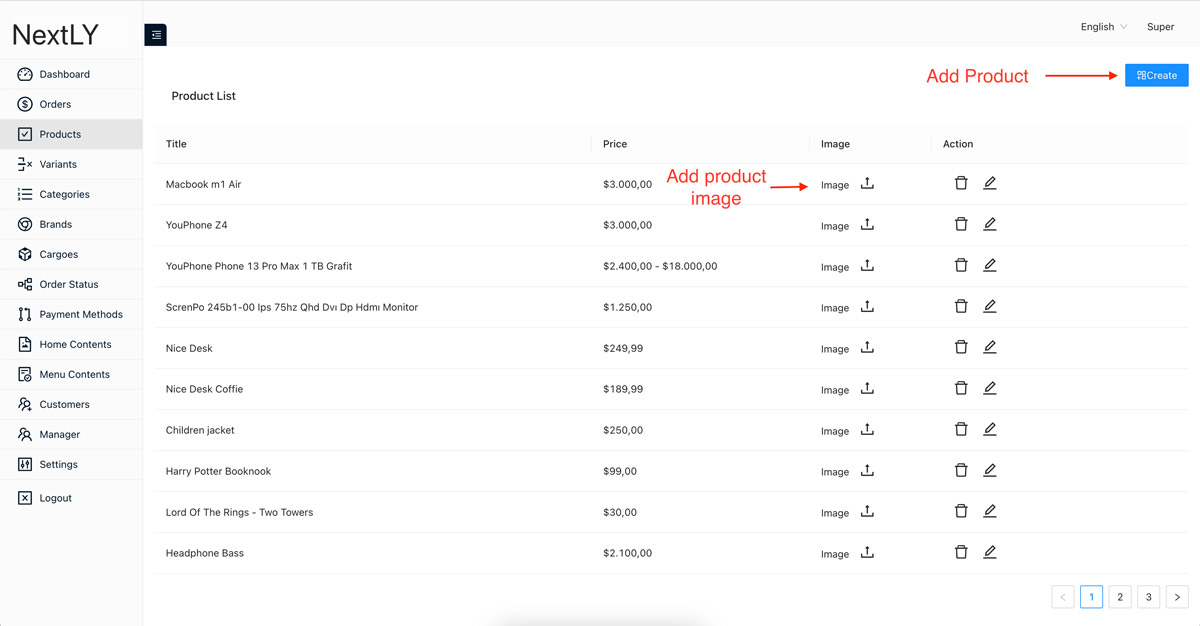 NextLY
English
Super
Dashboard
Orders
Products
Variants
Categories
Brands
Cargoes
Order Status
Payment Methods
Home Contents
Menu Contents
Customers
Manager
Settings
Logout
Add Product
Create
Product List
Title Price Image Action
Macbook m1 Air $3.000,00 Image
Add product
image
YouPhone Z4 $3.000,00 Image
YouPhone Phone 13 Pro Max 1 TB Grafit $2.400,00 - $18.000,00 Image
ScrenPo 245b1-00 Ips 75hz Qhd Dvı Dp Hdmı Monitor $1.250,00 Image
Nice Desk $249,99 Image
Nice Desk Coffie $189,99 Image
Children jacket $250,00 Image
Harry Potter Booknook $99,00 Image
Lord Of The Rings - Two Towers $30,00 Image
Headphone Bass $2.100,00 Image
< 1 2 3 >